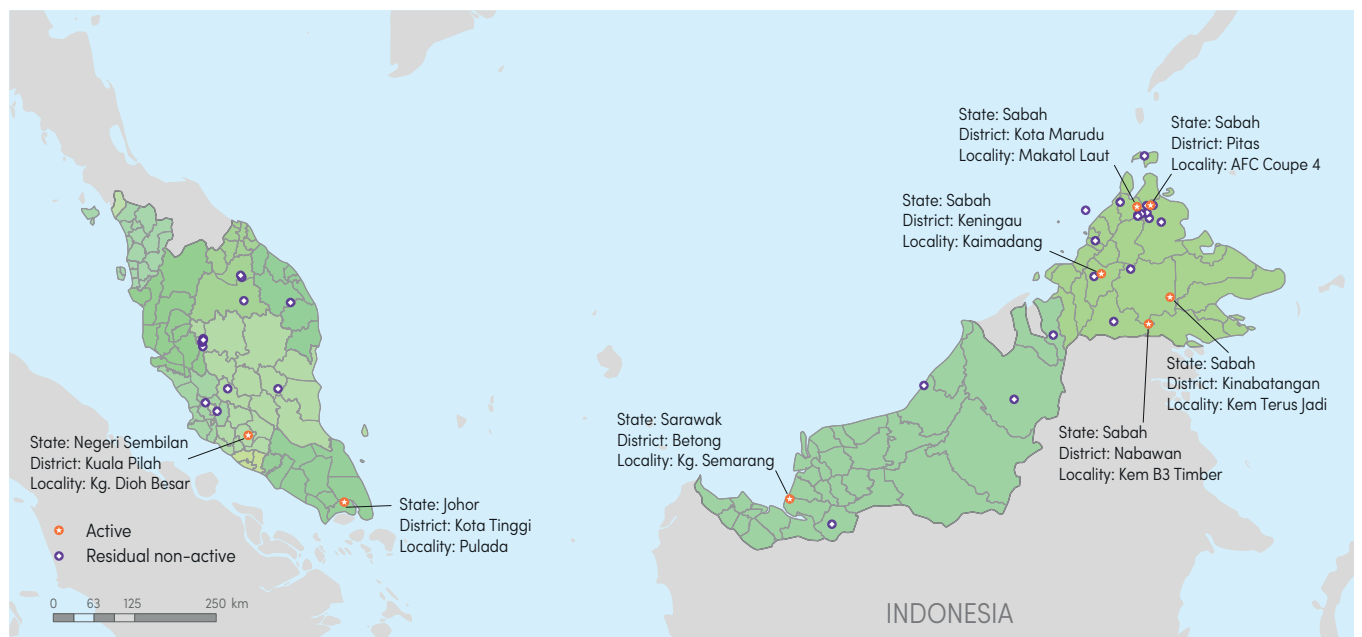 State: Sabah
District: Kota Marudu
Locality: Makatol Laut
State: Sabah
District: Pitas
Locality: AFC Coupe 4
State: Sabah
District: Keningau
Locality: Kaimadang
State: Sabah
District: Kinabatangan
Locality: Kem Terus Jadi
State: Sarawak
District: Betong
Locality: Kg. Semarang
State: Sabah
District: Nabawan
Locality: Kem B3 Timber
State: Negeri Sembilan
District: Kuala Pilah
Locality: Kg. Dioh Besar
State: Johor
District: Kota Tinggi
Locality: Pulada
Active
Residual non-active
0 63 125 250 km
INDONESIA